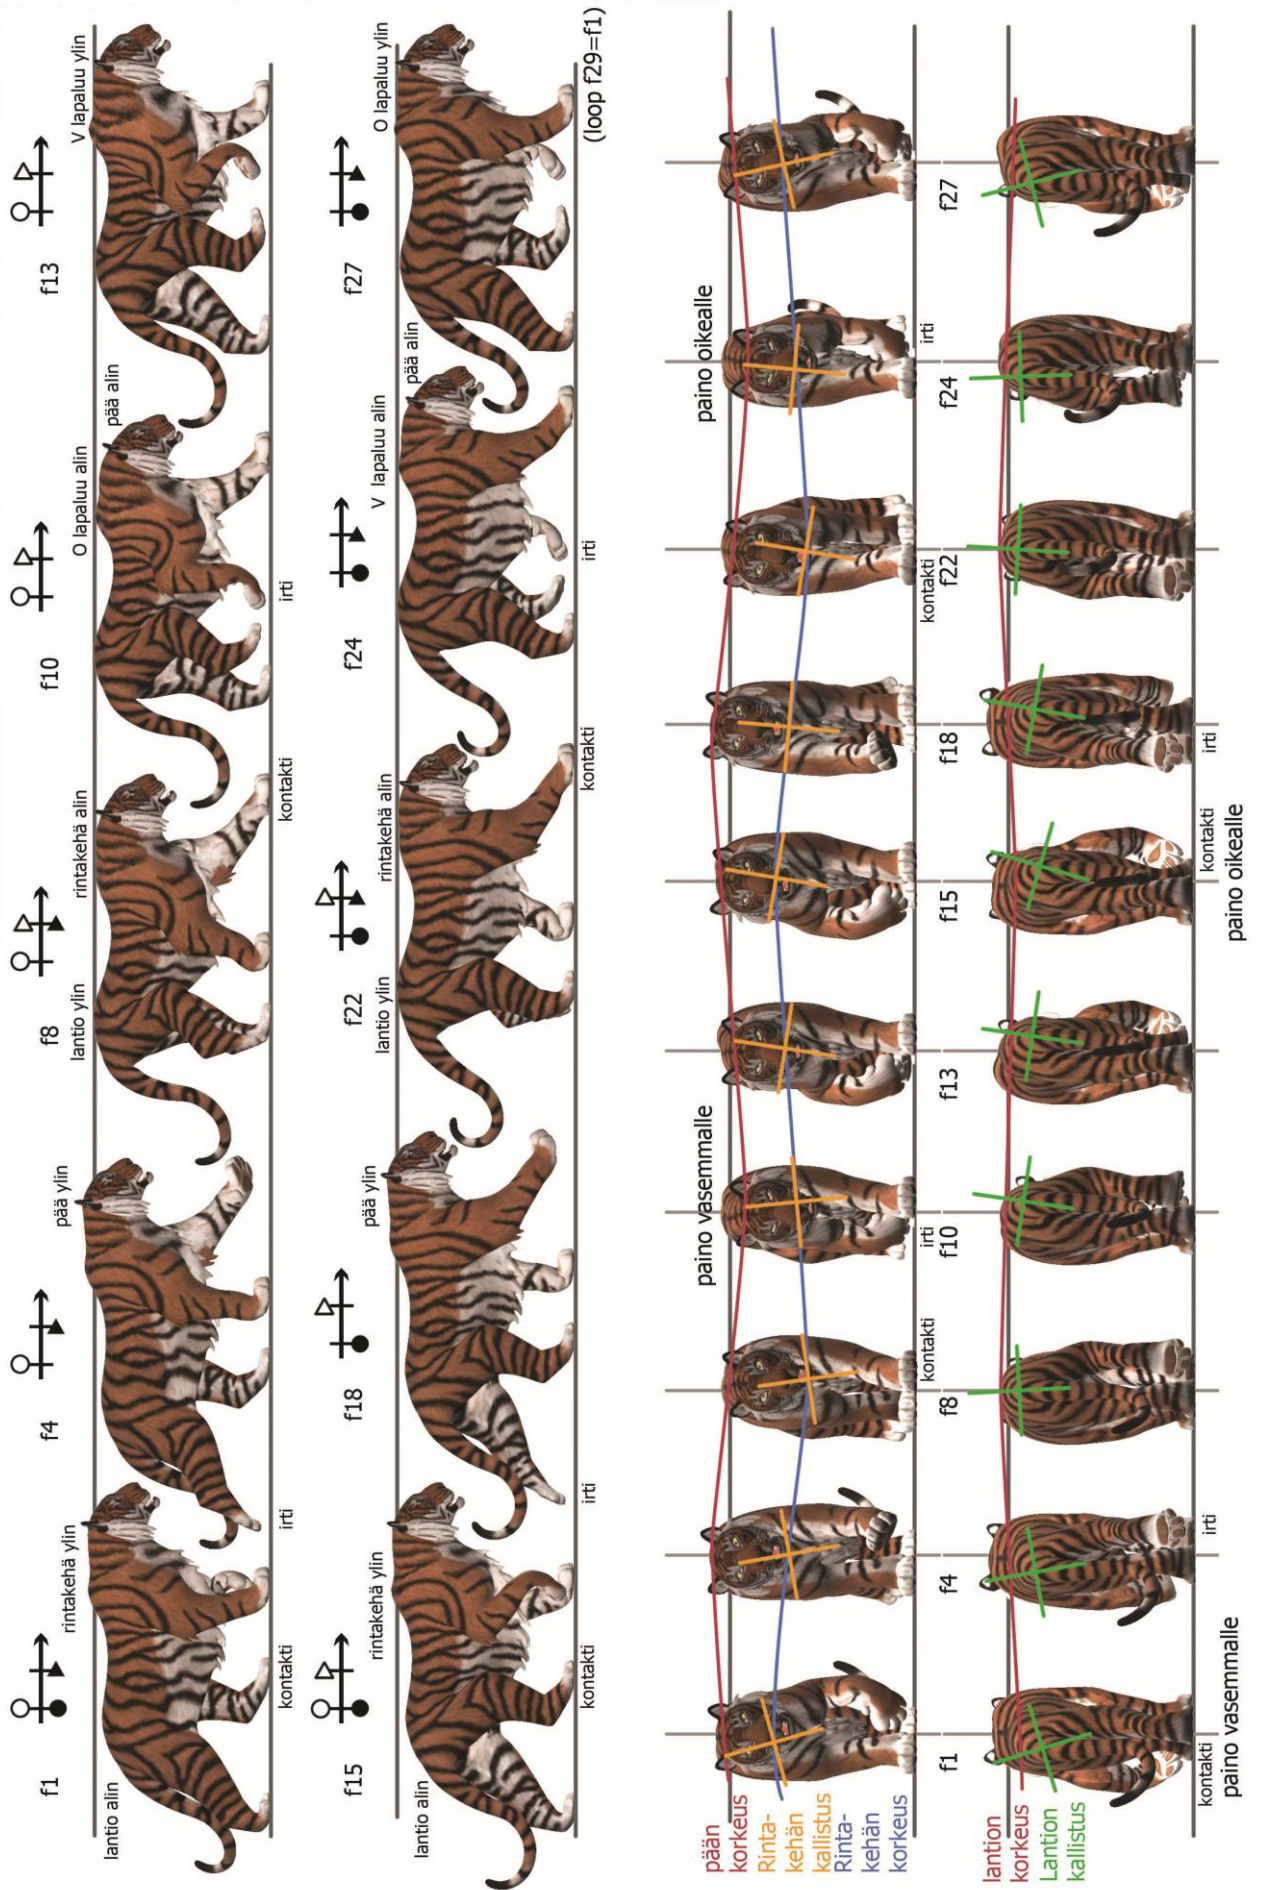 f1
f4
f8
f10
f13
lantio alin
rintakehä ylin
pää ylin
lantio ylin
rintakehä alin
O lapaluu alin
pää alin
V lapaluu ylin
kontakti
irti
kontakti
irti
f15
f18
f22
f24
f27
lantio alin
rintakehä ylin
pää ylin
lantio ylin
rintakehä alin
V lapaluu alin
pää alin
O lapaluu ylin
kontakti
irti
kontakti
irti
(loop f29=f1)
paino vasemmalle
paino oikealle
pään
korkeus
Rinta-
kehän
kallistus
Rinta-
kehän
korkeus
kontakti
irti
kontakti
irti
f1
f4
f8
f10
f13
f15
f18
f22
f24
f27
lantion
korkeus
Lantion
kallistus
kontakti
irti
kontakti
irti
paino vasemmalle
paino oikealle